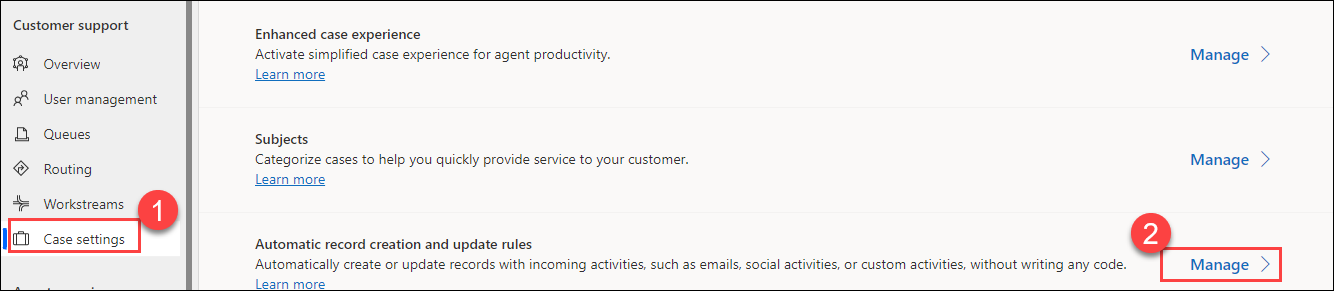 Customer support
Overview
User management
Queues
Routing
Workstreams
1
Case settings
Enhanced case experience
Activate simplified case experience for agent productivity.
Learn more
Manage
Subjects
Categorize cases to help you quickly provide service to your customer.
Learn more
Manage
Automatic record creation and update rules
Automatically create or update records with incoming activities, such as emails, social activities, or custom activities, without writing any code.
Learn more
2
Manage